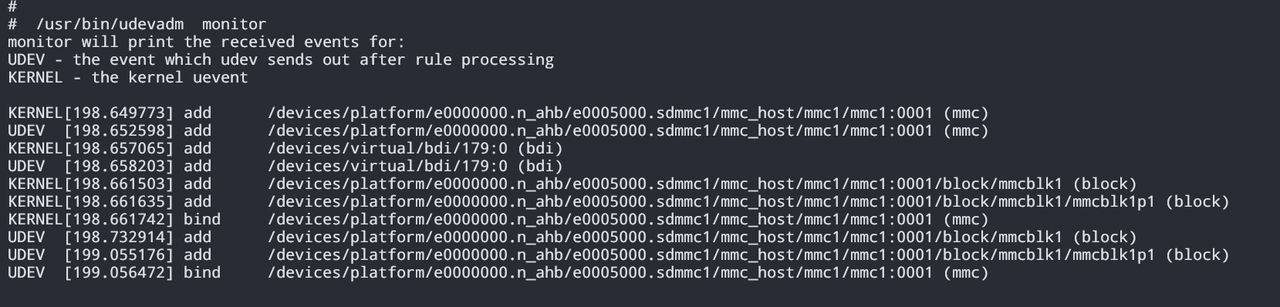 #
#  /usr/bin/udevadm  monitor
monitor will print the received events for:
UDEV - the event which udev sends out after rule processing
KERNEL - the kernel uevent

KERNEL[198.649773] add      /devices/platform/e0000000.n_ahb/e0005000.sdmmc1/mmc_host/mmc1/mmc1:0001 (mmc)
UDEV  [198.652598] add      /devices/platform/e0000000.n_ahb/e0005000.sdmmc1/mmc_host/mmc1/mmc1:0001 (mmc)
KERNEL[198.657065] add      /devices/virtual/bdi/179:0 (bdi)
UDEV  [198.658203] add      /devices/virtual/bdi/179:0 (bdi)
KERNEL[198.661503] add      /devices/platform/e0000000.n_ahb/e0005000.sdmmc1/mmc_host/mmc1/mmc1:0001/block/mmcblk1 (block)
KERNEL[198.661635] add      /devices/platform/e0000000.n_ahb/e0005000.sdmmc1/mmc_host/mmc1/mmc1:0001/block/mmcblk1/mmcblk1p1 (block)
KERNEL[198.661742] bind     /devices/platform/e0000000.n_ahb/e0005000.sdmmc1/mmc_host/mmc1/mmc1:0001 (mmc)
UDEV  [198.732914] add      /devices/platform/e0000000.n_ahb/e0005000.sdmmc1/mmc_host/mmc1/mmc1:0001/block/mmcblk1 (block)
UDEV  [199.055176] add      /devices/platform/e0000000.n_ahb/e0005000.sdmmc1/mmc_host/mmc1/mmc1:0001/block/mmcblk1/mmcblk1p1 (block)
UDEV  [199.056472] bind     /devices/platform/e0000000.n_ahb/e0005000.sdmmc1/mmc_host/mmc1/mmc1:0001 (mmc)